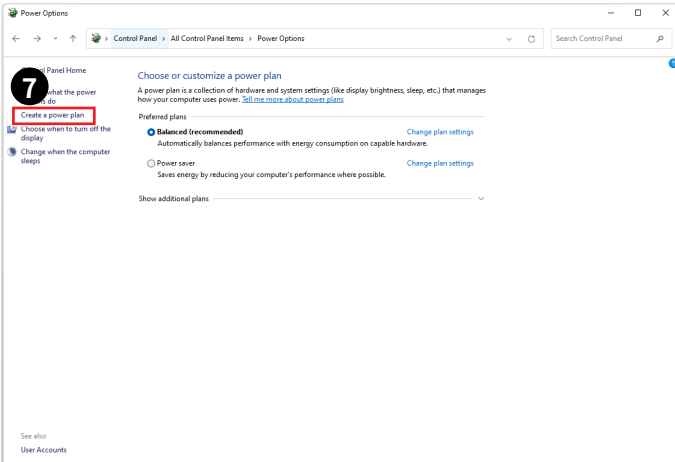 Power Options
Control Panel > All Control Panel Items > Power Options
Search Control Panel
Panel Home
7
what the power
do
Create a power plan
Choose when to turn off the
display
Change when the computer
sleeps
Choose or customize a power plan
A power plan is a collection of hardware and system settings (like display brightness, sleep, etc.) that manages
how your computer uses power. Tell me more about power plans
Preferred plans
Balanced (recommended) Change plan settings
Automatically balances performance with energy consumption on capable hardware.
Power saver Change plan settings
Saves energy by reducing your computer's performance where possible.
Show additional plans
See also
User Accounts